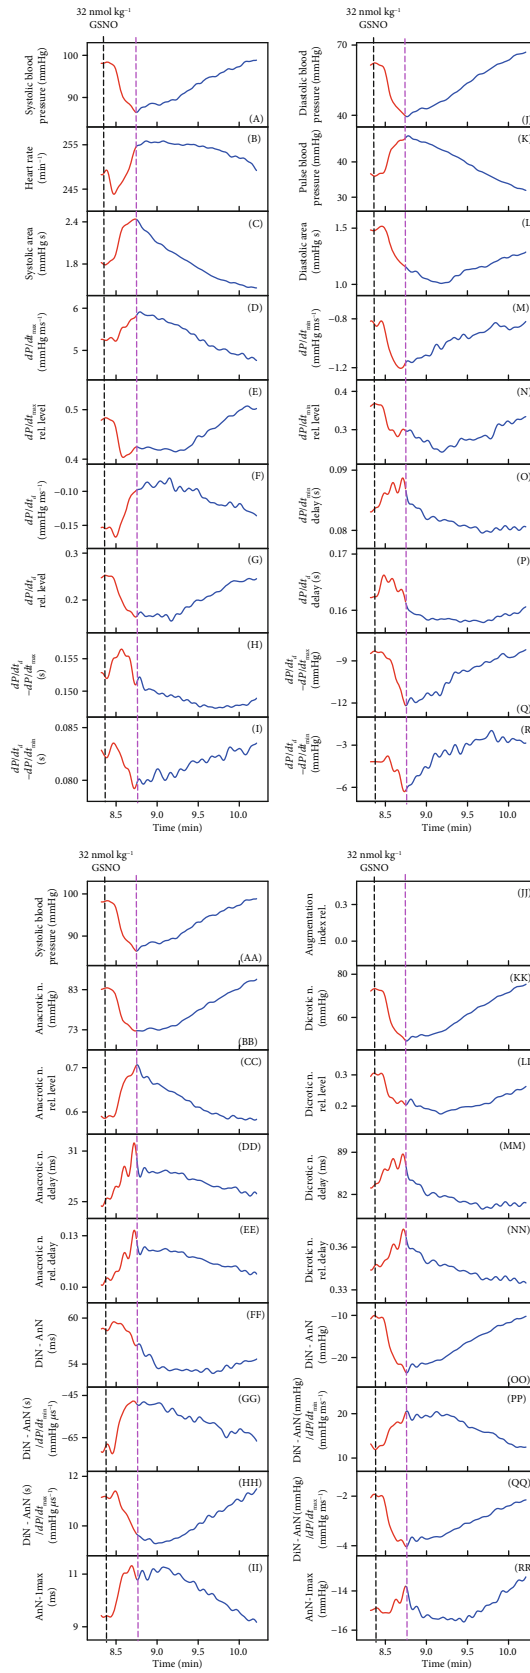 32 nmol kg⁻¹
GSNO
Systolic blood
pressure (mmHg)
100
90
(A)
Heart rate
(min⁻¹)
255
245
(B)
Systolic area
(mmHg s)
2.4
1.8
(C)
dP/dt_max
(mmHg ms⁻¹)
6
5
(D)
dP/dt_max
rel. level
0.5
0.4
(E)
dP/dt_d
(mmHg ms⁻¹)
−0.10
−0.15
(F)
dP/dt_d
rel. level
0.3
0.2
(G)
dP/dt_d
−dP/dt_max
(s)
0.155
0.150
(H)
dP/dt_d
−dP/dt_min
(s)
0.085
0.080
(I)
8.5 9.0 9.5 10.0
Time (min)
32 nmol kg⁻¹
GSNO
Diastolic blood
pressure (mmHg)
70
40
(J)
Pulse blood
pressure (mmHg)
40
30
(K)
Diastolic area
(mmHg s)
1.5
1.0
(L
dP/dt_min
(mmHg ms⁻¹)
−0.8
−1.2
(M)
dP/dt_min
rel. level
0.4
0.3
(N)
dP/dt_min
delay (s)
0.09
0.08
(O)
dP/dt_d
delay (s)
0.17
0.16
(P)
dP/dt_d
−dP/dt_max
(mmHg)
−9
−12
(Q)
dP/dt_d
−dP/dt_min
(mmHg)
−3
−6
(R
8.5 9.0 9.5 10.0
Time (min)
32 nmol kg⁻¹
GSNO
Systolic blood
pressure (mmHg)
100
90
(AA)
Anacrotic n.
(mmHg)
83
73
(BB)
Anacrotic n.
rel. level
0.7
0.6
(CC)
Anacrotic n.
delay (ms)
31
25
(DD)
Anacrotic n.
rel. delay
0.13
0.10
(EE)
DiN - AnN
(ms)
60
54
(FF)
DiN - AnN (s)
/dP/dt_min
(mmHg µs⁻¹)
−45
−65
(GG)
DiN - AnN (s)
/dP/dt_max
(mmHg µs⁻¹)
12
10
(HH)
AnN-1max
(ms)
11
9
(II)
8.5 9.0 9.5 10.0
Time (min)
32 nmol kg⁻¹
GSNO
Augmentation
index rel.
0.3
0.0
(JJ)
Dicrotic n.
(mmHg)
80
60
(KK)
Dicrotic n.
rel. level
0.3
0.2
(LL
Dicrotic n.
delay (ms)
89
82
(MM)
Dicrotic n.
rel. delay
0.36
0.33
(NN)
DiN - AnN
(mmHg)
−10
−20
(OO)
DiN - AnN (mmHg)
/dP/dt_min
(mmHg ms⁻¹)
20
10
(PP)
DiN - AnN (mmHg)
/dP/dt_max
(mmHg ms⁻¹)
−2
−4
(QQ)
AnN-1max
(mmHg)
−14
−16
(RR
8.5 9.0 9.5 10.0
Time (min)